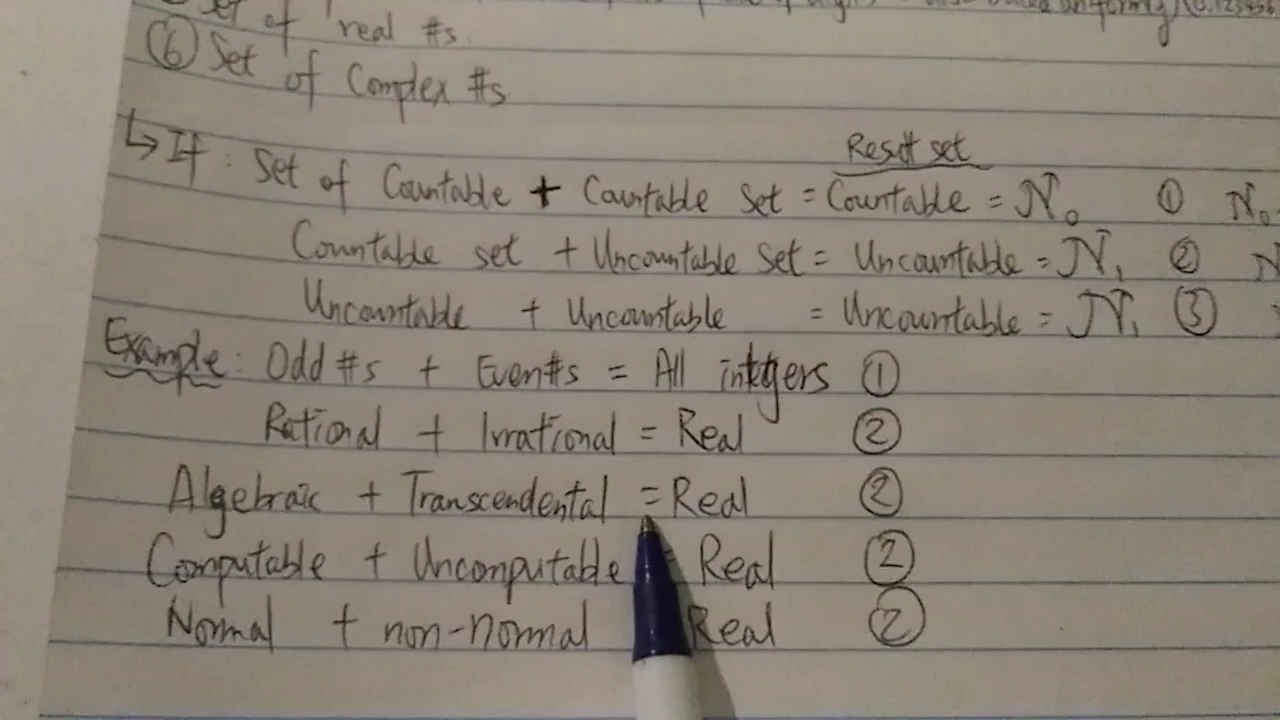 set of real #s
⑥ Set of Complex #s
Result set
↳ If: Set of Countable + Countable Set = Countable = ℵ₀ ① ℵ₀
Countable set + Uncountable Set = Uncountable = ℵ₁ ②
Uncountable + Uncountable = Uncountable = ℵ₁ ③
Example: Odd #s + Even #s = All integers ①
Rational + Irrational = Real ②
Algebraic + Transcendental = Real ②
Computable + Uncomputable = Real ②
Normal + non-normal Real ②